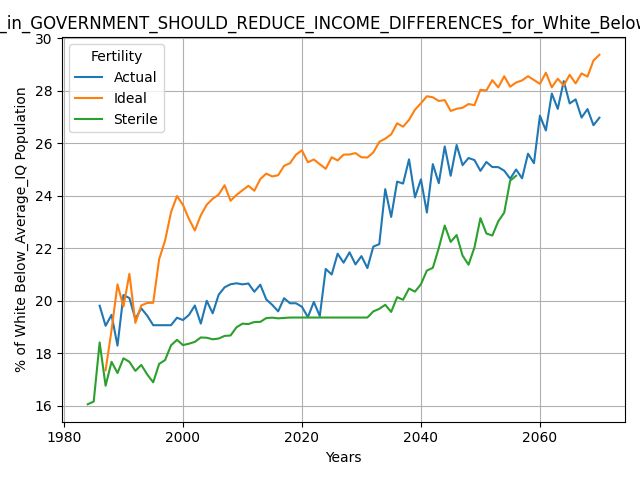 _in_GOVERNMENT_SHOULD_REDUCE_INCOME_DIFFERENCES_for_White_Below
% of White Below_Average_IQ Population
Fertility
Actual
Ideal
Sterile
30
28
26
24
22
20
18
16
1980
2000
2020
2040
2060
Years